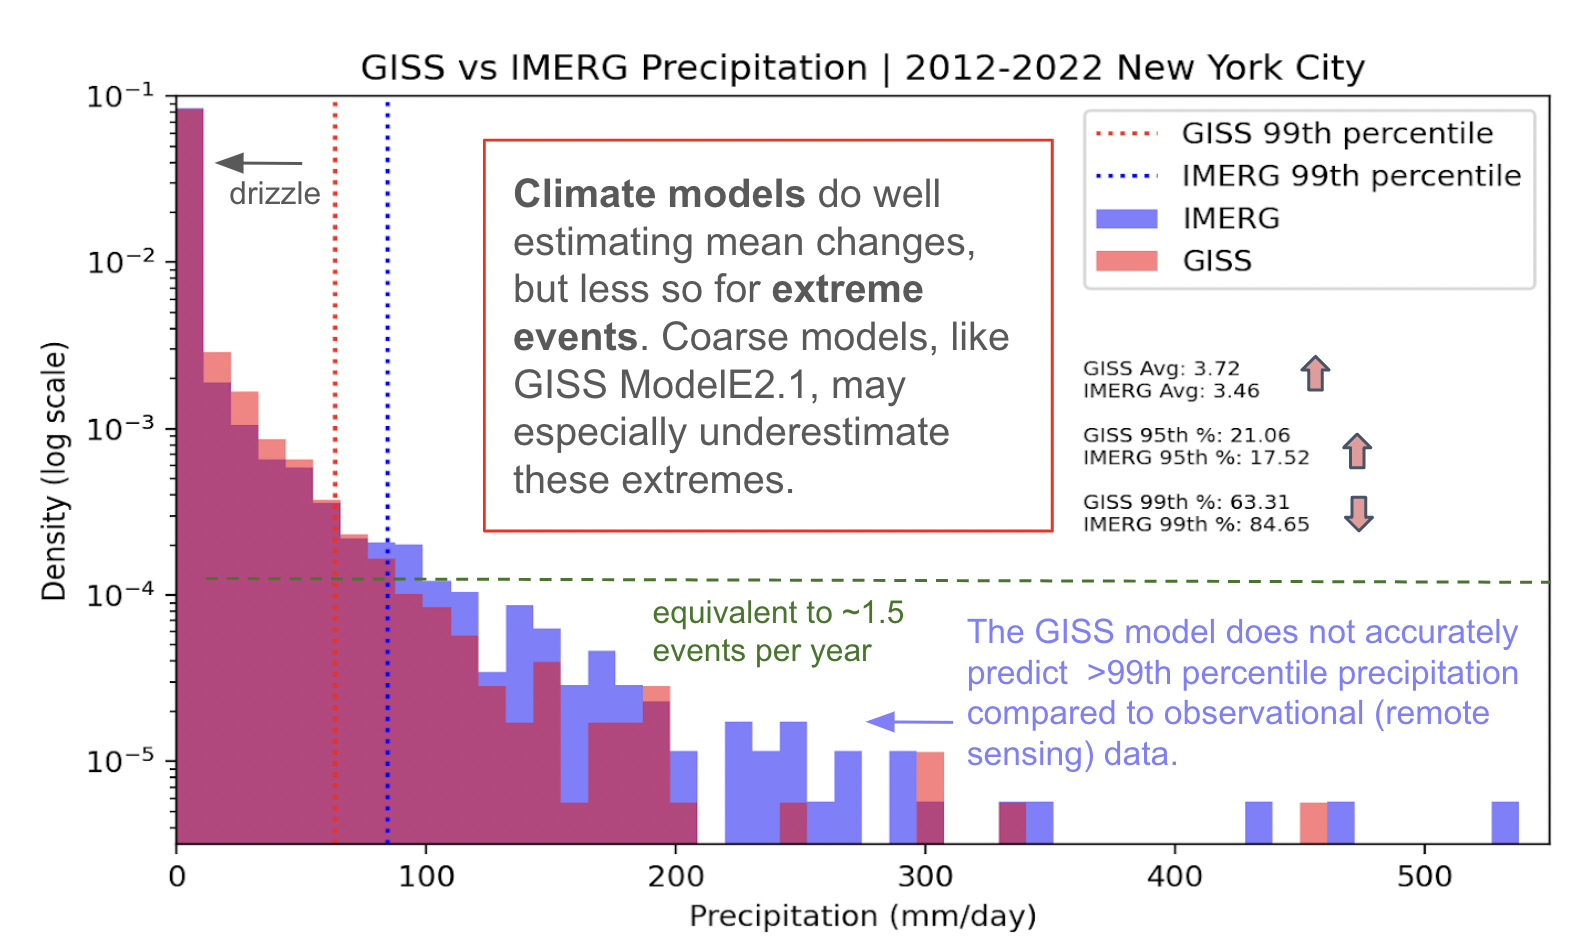 GISS vs IMERG Precipitation | 2012-2022 New York City
10⁻¹
10⁻²
10⁻³
10⁻⁴
10⁻⁵
Density (log scale)
drizzle
Climate models do well
estimating mean changes,
but less so for extreme
events. Coarse models, like
GISS ModelE2.1, may
especially underestimate
these extremes.
GISS 99th percentile
IMERG 99th percentile
IMERG
GISS
GISS Avg: 3.72
IMERG Avg: 3.46
GISS 95th %: 21.06
IMERG 95th %: 17.52
GISS 99th %: 63.31
IMERG 99th %: 84.65
equivalent to ~1.5
events per year
The GISS model does not accurately
predict  >99th percentile precipitation
compared to observational (remote
sensing) data.
0 100 200 300 400 500
Precipitation (mm/day)